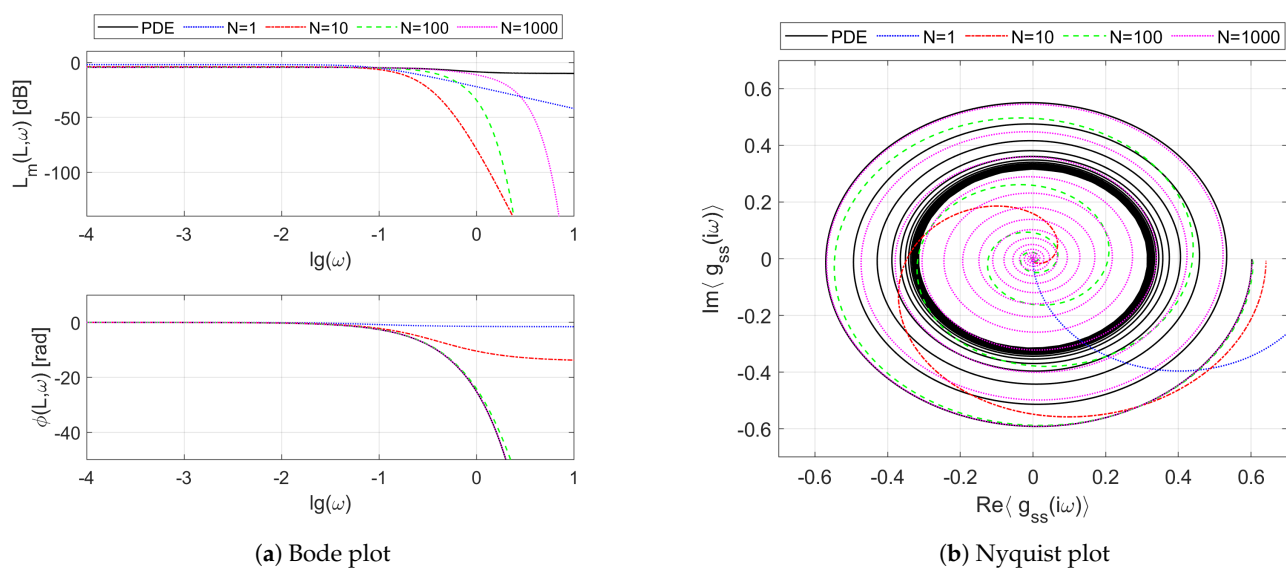 PDE N=1 N=10 N=100 N=1000
0
-50
-100
L_m(L,ω) [dB]
-4 -3 -2 -1 0 1
lg(ω)
0
-20
-40
ϕ(L,ω) [rad]
-4 -3 -2 -1 0 1
lg(ω)
(a) Bode plot
PDE N=1 N=10 N=100 N=1000
0.6
0.4
0.2
0
-0.2
-0.4
-0.6
Im⟨ g_ss(iω)⟩
-0.6 -0.4 -0.2 0 0.2 0.4 0.6
Re⟨ g_ss(iω)⟩
(b) Nyquist plot